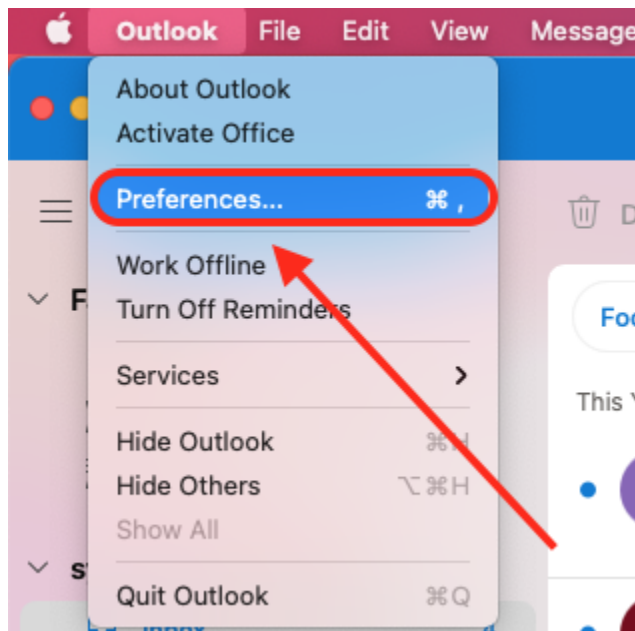 Outlook File Edit View Message
About Outlook
Activate Office
Preferences... ⌘ ,
Work Offline
Turn Off Reminders
Services
This
Hide Outlook ⌘H
Hide Others ⌥⌘H
Show All
Quit Outlook ⌘Q